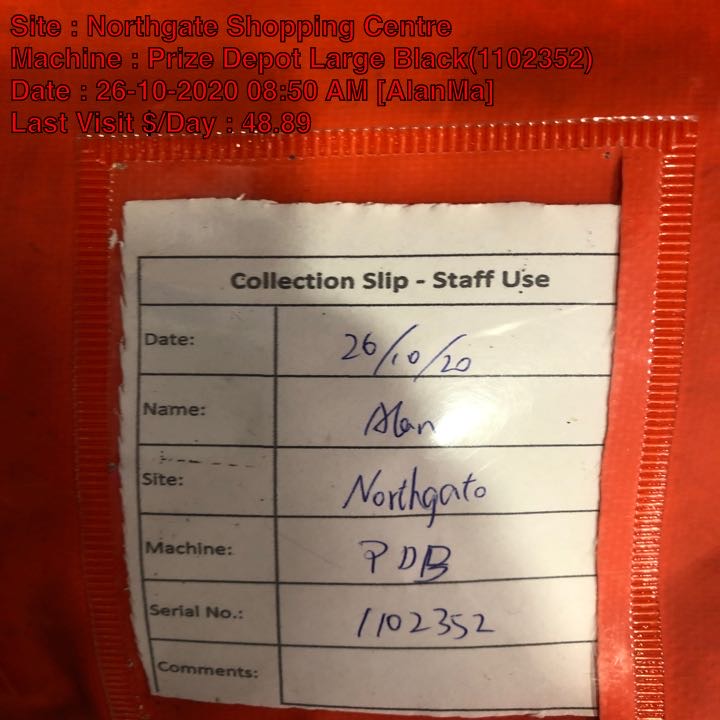 Site : Northgate Shopping Centre
Machine : Prize Depot Large Black(1102352)
Date : 26-10-2020 08:50 AM [AlanMa]
Last Visit $/Day : 48.89
Collection Slip - Staff Use
Date: 26/10/20
Name: Alan
Site: Northgate
Machine: PDB
Serial No.: 1102352
Comments: